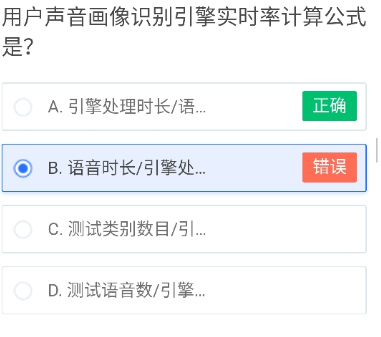 用户声音画像识别引擎实时率计算公式
是？
A. 引擎处理时长/语... 正确
B. 语音时长/引擎处... 错误
C. 测试类别数目/引...
D. 测试语音数/引擎...